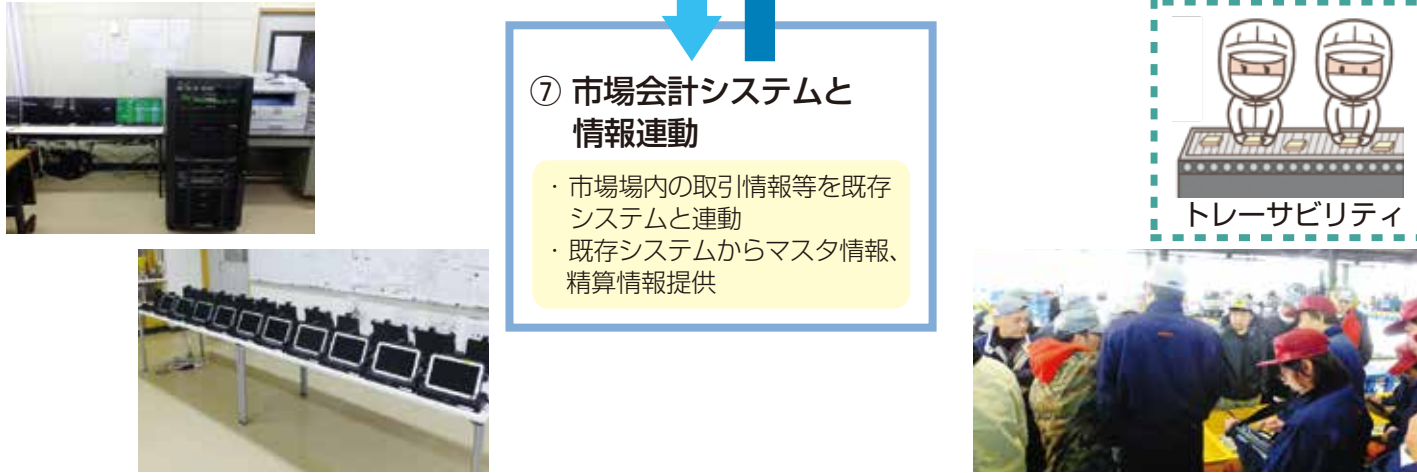 ⑦ 市場会計システムと
情報連動
・市場場内の取引情報等を既存
システムと連動
・既存システムからマスタ情報、
精算情報提供
トレーサビリティ